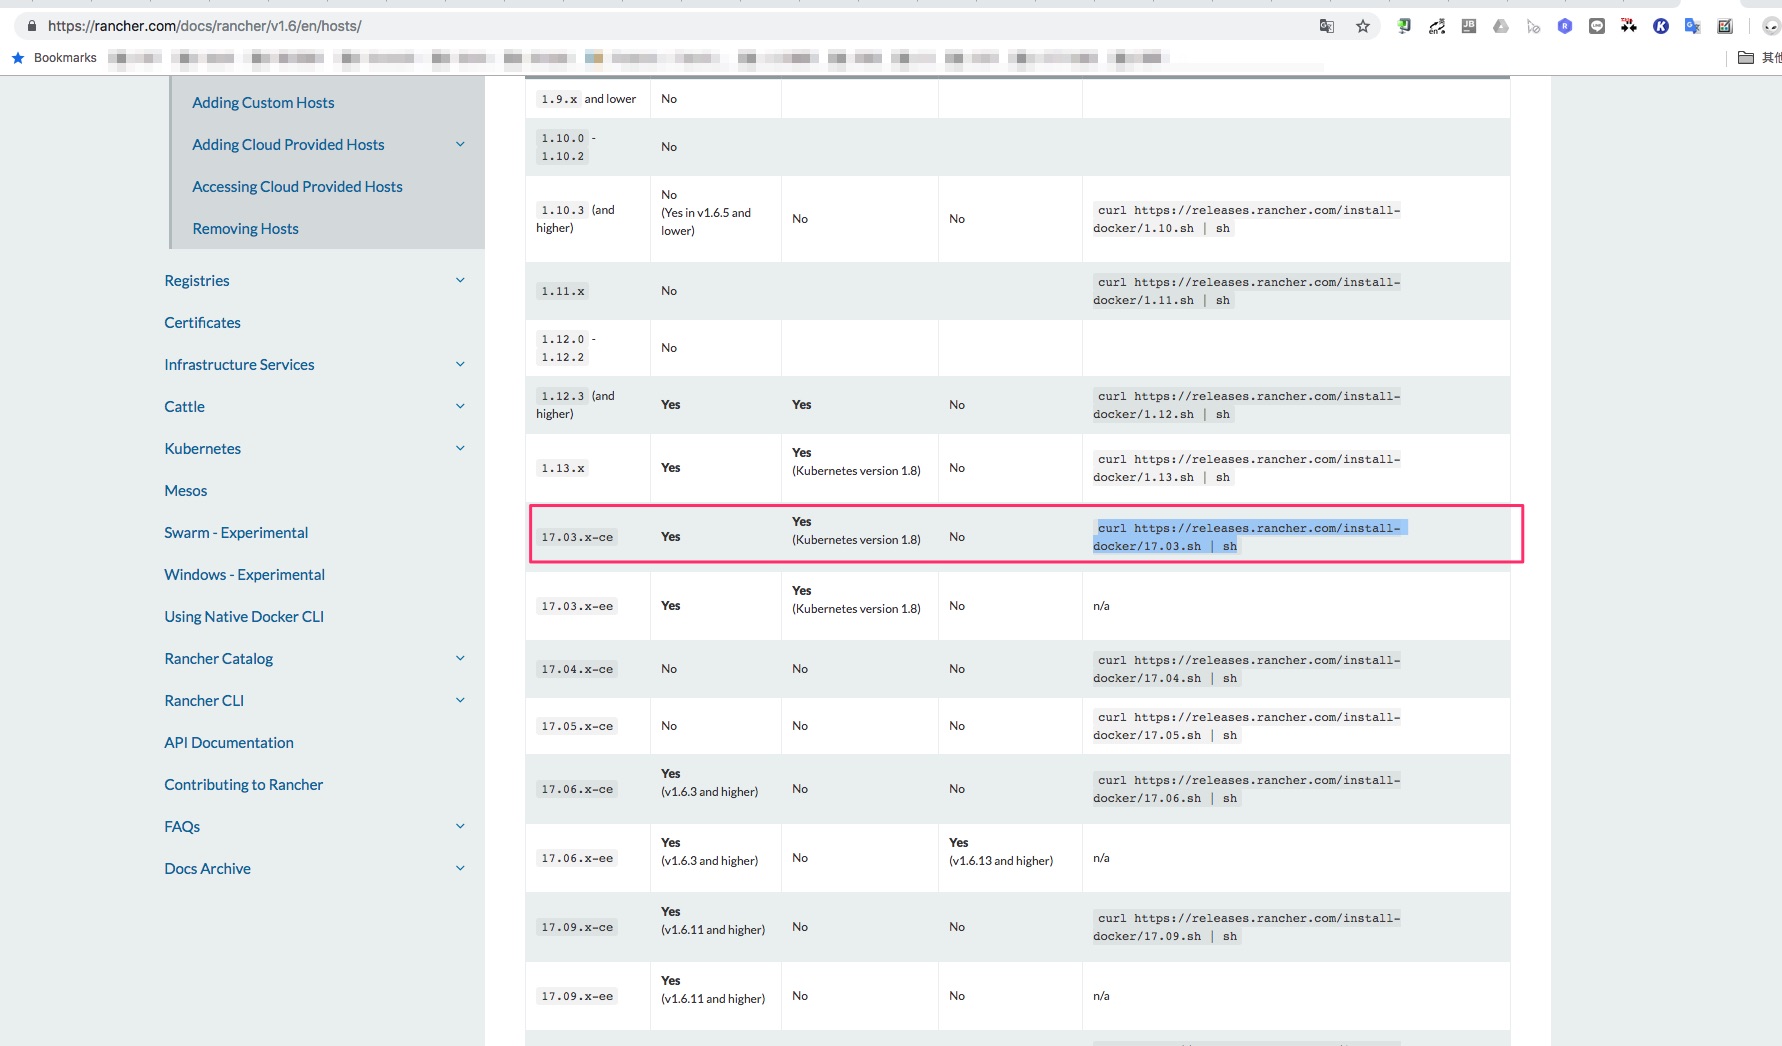 https://rancher.com/docs/rancher/v1.6/en/hosts/
Bookmarks
其他
Adding Custom Hosts
Adding Cloud Provided Hosts
Accessing Cloud Provided Hosts
Removing Hosts
Registries
Certificates
Infrastructure Services
Cattle
Kubernetes
Mesos
Swarm - Experimental
Windows - Experimental
Using Native Docker CLI
Rancher Catalog
Rancher CLI
API Documentation
Contributing to Rancher
FAQs
Docs Archive
1.9.x and lower No
1.10.0 -
1.10.2
No
1.10.3 (and
higher)
No
(Yes in v1.6.5 and
lower)
No
No
curl https://releases.rancher.com/install-
docker/1.10.sh | sh
1.11.x
No
curl https://releases.rancher.com/install-
docker/1.11.sh | sh
1.12.0 -
1.12.2
No
1.12.3 (and
higher)
Yes
Yes
No
curl https://releases.rancher.com/install-
docker/1.12.sh | sh
1.13.x
Yes
Yes
(Kubernetes version 1.8)
No
curl https://releases.rancher.com/install-
docker/1.13.sh | sh
17.03.x-ce
Yes
Yes
(Kubernetes version 1.8)
No
curl https://releases.rancher.com/install-
docker/17.03.sh | sh
17.03.x-ee
Yes
Yes
(Kubernetes version 1.8)
No
n/a
17.04.x-ce
No
No
No
curl https://releases.rancher.com/install-
docker/17.04.sh | sh
17.05.x-ce
No
No
No
curl https://releases.rancher.com/install-
docker/17.05.sh | sh
17.06.x-ce
Yes
(v1.6.3 and higher)
No
No
curl https://releases.rancher.com/install-
docker/17.06.sh | sh
17.06.x-ee
Yes
(v1.6.3 and higher)
No
Yes
(v1.6.13 and higher)
n/a
17.09.x-ce
Yes
(v1.6.11 and higher)
No
No
curl https://releases.rancher.com/install-
docker/17.09.sh | sh
17.09.x-ee
Yes
(v1.6.11 and higher)
No
No
n/a